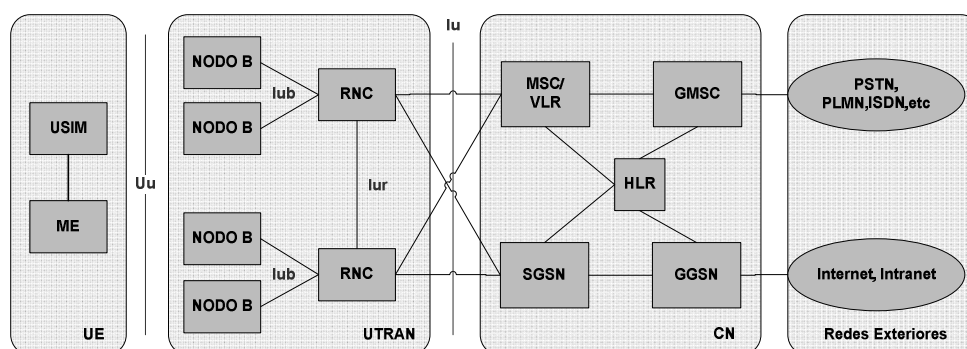 USIM
ME
UE
Uu
NODO B
NODO B
Iub
RNC
Iur
NODO B
NODO B
Iub
RNC
UTRAN
Iu
MSC/
VLR
GMSC
HLR
SGSN
GGSN
CN
PSTN,
PLMN,ISDN,etc
Internet, Intranet
Redes Exteriores